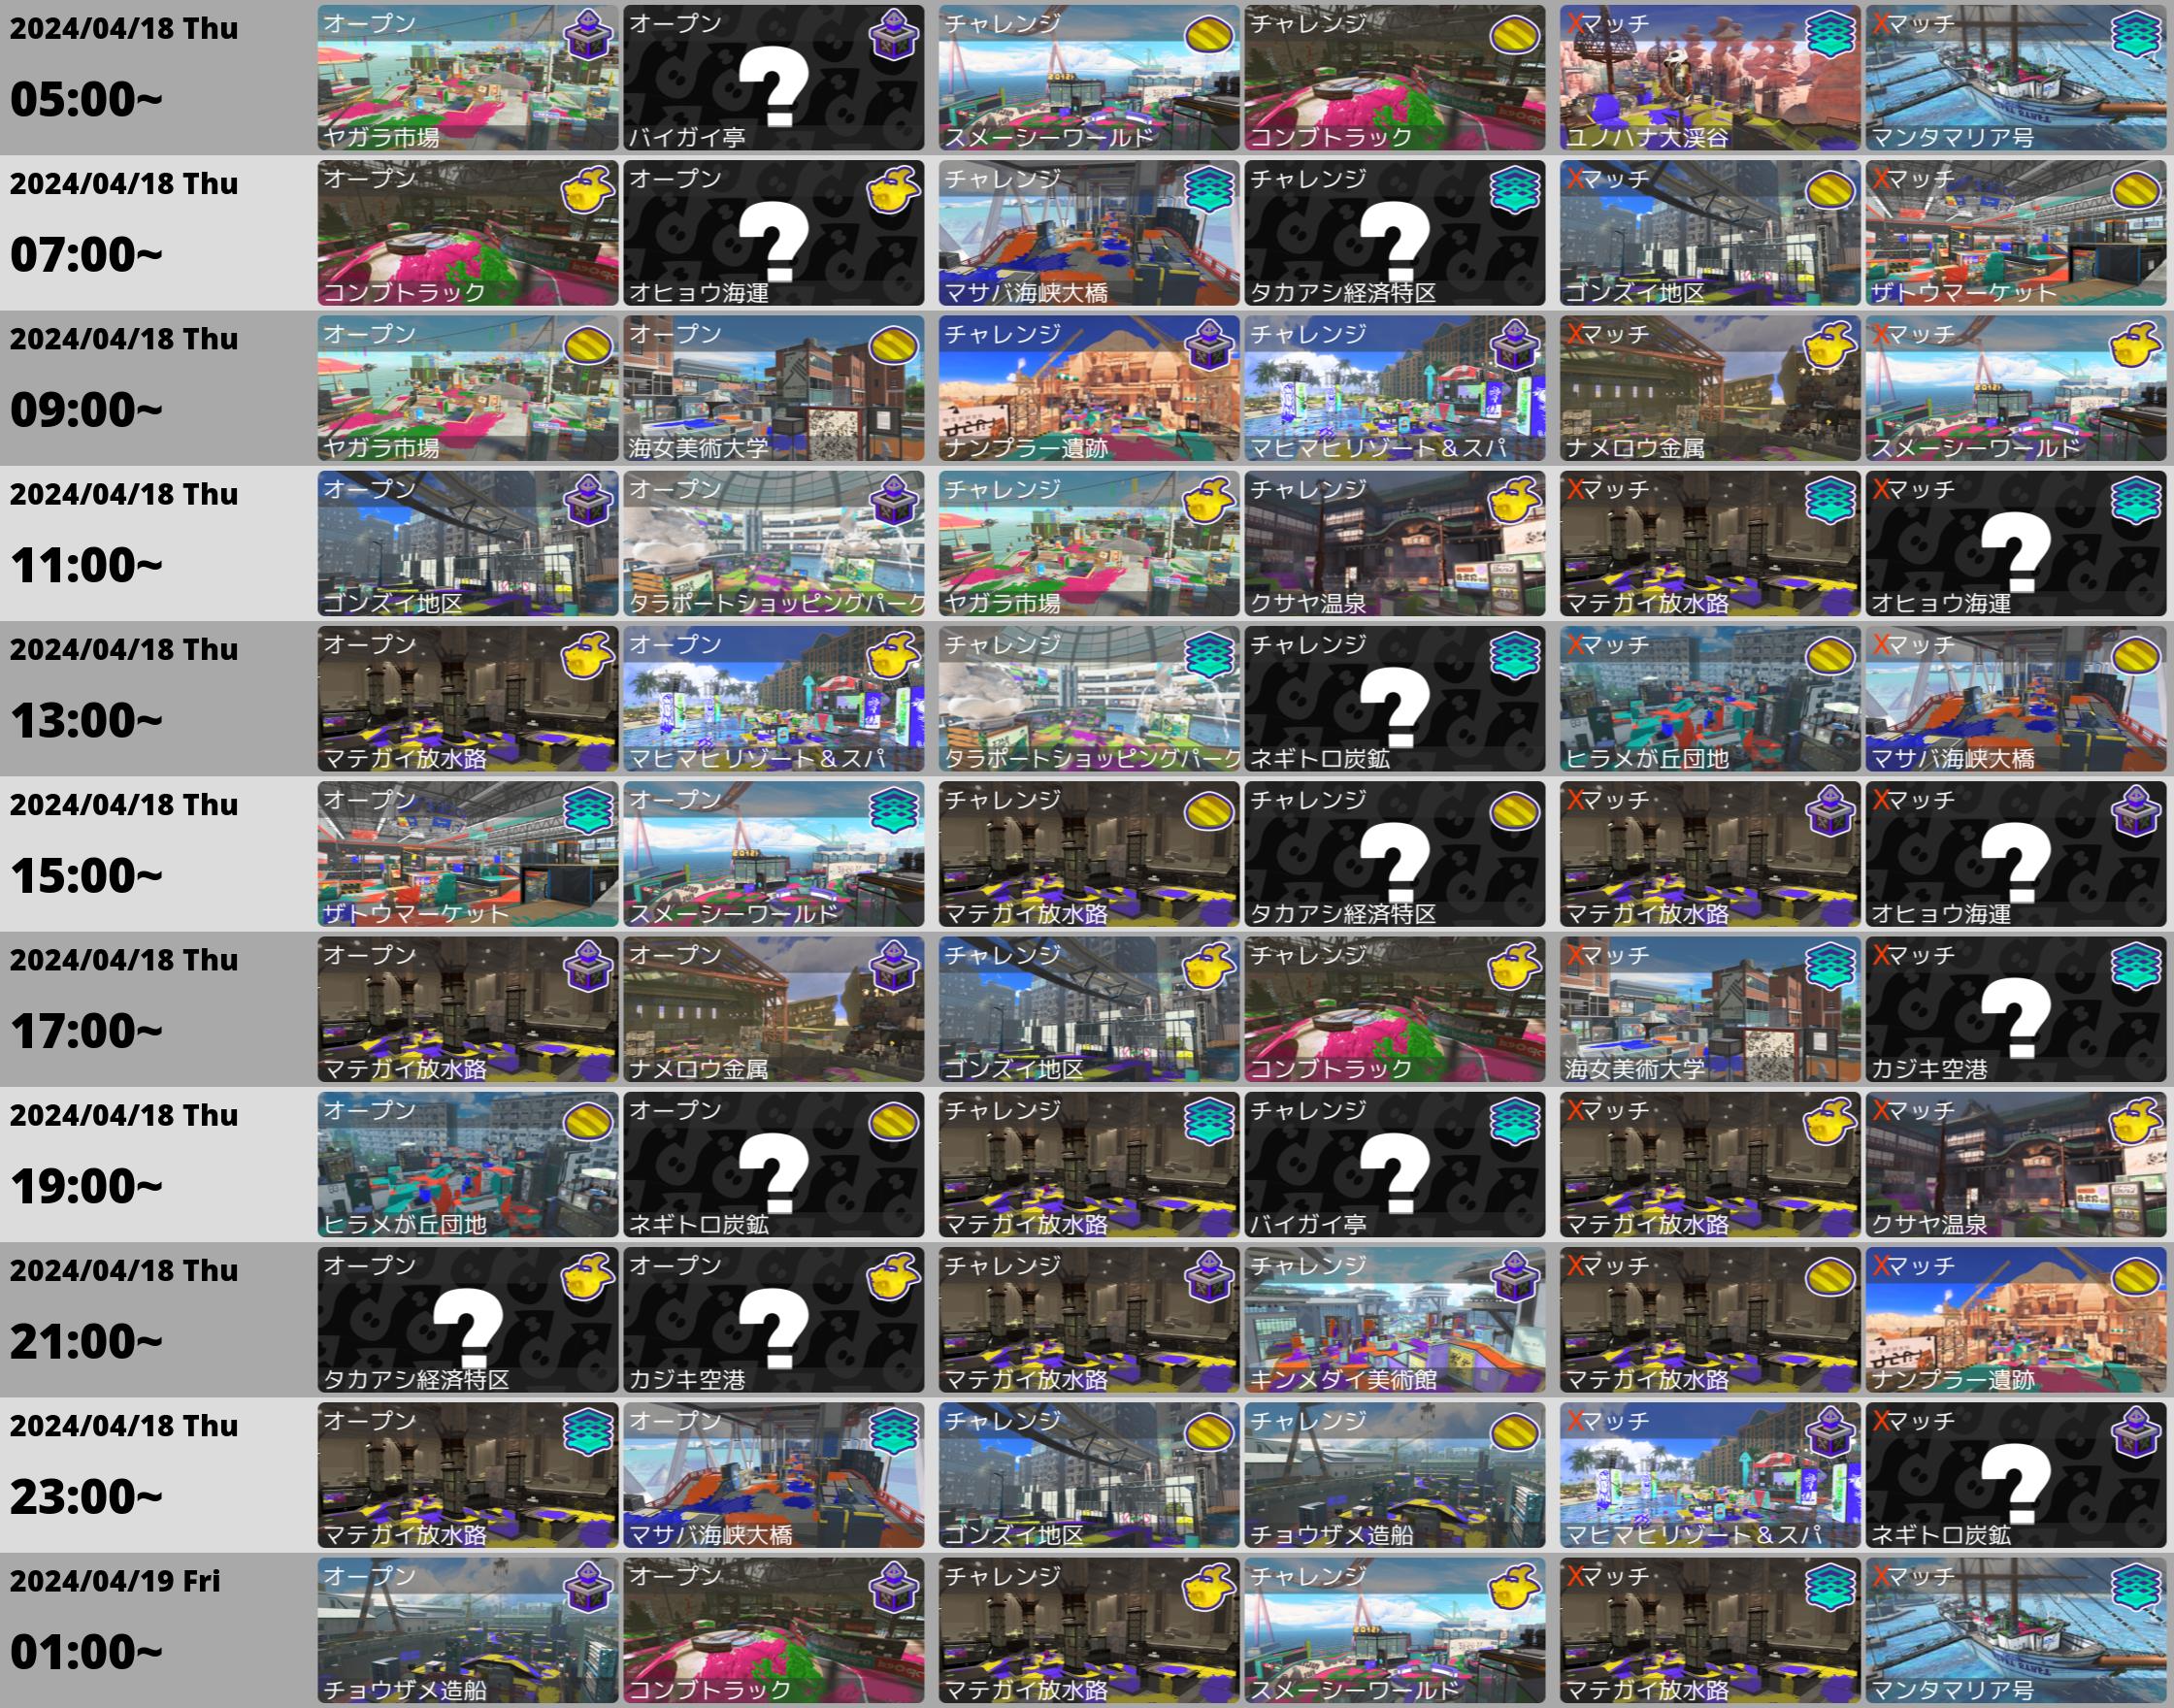 2024/04/18 Thu
05:00~
オープン オープン チャレンジ チャレンジ Xマッチ Xマッチ
ヤガラ市場 バイガイ亭 スメーシーワールド コンブトラック ユノハナ大渓谷 マンタマリア号
2024/04/18 Thu
07:00~
オープン オープン チャレンジ チャレンジ Xマッチ Xマッチ
コンブトラック オヒョウ海運 マサバ海峡大橋 タカアシ経済特区 ゴンズイ地区 ザトウマーケット
2024/04/18 Thu
09:00~
オープン オープン チャレンジ チャレンジ Xマッチ Xマッチ
ヤガラ市場 海女美術大学 ナンプラー遺跡 マヒマヒリゾート＆スパ ナメロウ金属 スメーシーワールド
2024/04/18 Thu
11:00~
オープン オープン チャレンジ チャレンジ Xマッチ Xマッチ
ゴンズイ地区 タラポートショッピングパーク ヤガラ市場 クサヤ温泉 マテガイ放水路 オヒョウ海運
2024/04/18 Thu
13:00~
オープン オープン チャレンジ チャレンジ Xマッチ Xマッチ
マテガイ放水路 マヒマヒリゾート＆スパ タラポートショッピングパーク ネギトロ炭鉱 ヒラメが丘団地 マサバ海峡大橋
2024/04/18 Thu
15:00~
オープン オープン チャレンジ チャレンジ Xマッチ Xマッチ
ザトウマーケット スメーシーワールド マテガイ放水路 タカアシ経済特区 マテガイ放水路 オヒョウ海運
2024/04/18 Thu
17:00~
オープン オープン チャレンジ チャレンジ Xマッチ Xマッチ
マテガイ放水路 ナメロウ金属 ゴンズイ地区 コンブトラック 海女美術大学 カジキ空港
2024/04/18 Thu
19:00~
オープン オープン チャレンジ チャレンジ Xマッチ Xマッチ
ヒラメが丘団地 ネギトロ炭鉱 マテガイ放水路 バイガイ亭 マテガイ放水路 クサヤ温泉
2024/04/18 Thu
21:00~
オープン オープン チャレンジ チャレンジ Xマッチ Xマッチ
タカアシ経済特区 カジキ空港 マテガイ放水路 キンメダイ美術館 マテガイ放水路 ナンプラー遺跡
2024/04/18 Thu
23:00~
オープン オープン チャレンジ チャレンジ Xマッチ Xマッチ
マテガイ放水路 マサバ海峡大橋 ゴンズイ地区 チョウザメ造船 マヒマヒリゾート＆スパ ネギトロ炭鉱
2024/04/19 Fri
01:00~
オープン オープン チャレンジ チャレンジ Xマッチ Xマッチ
チョウザメ造船 コンブトラック マテガイ放水路 スメーシーワールド マテガイ放水路 マンタマリア号